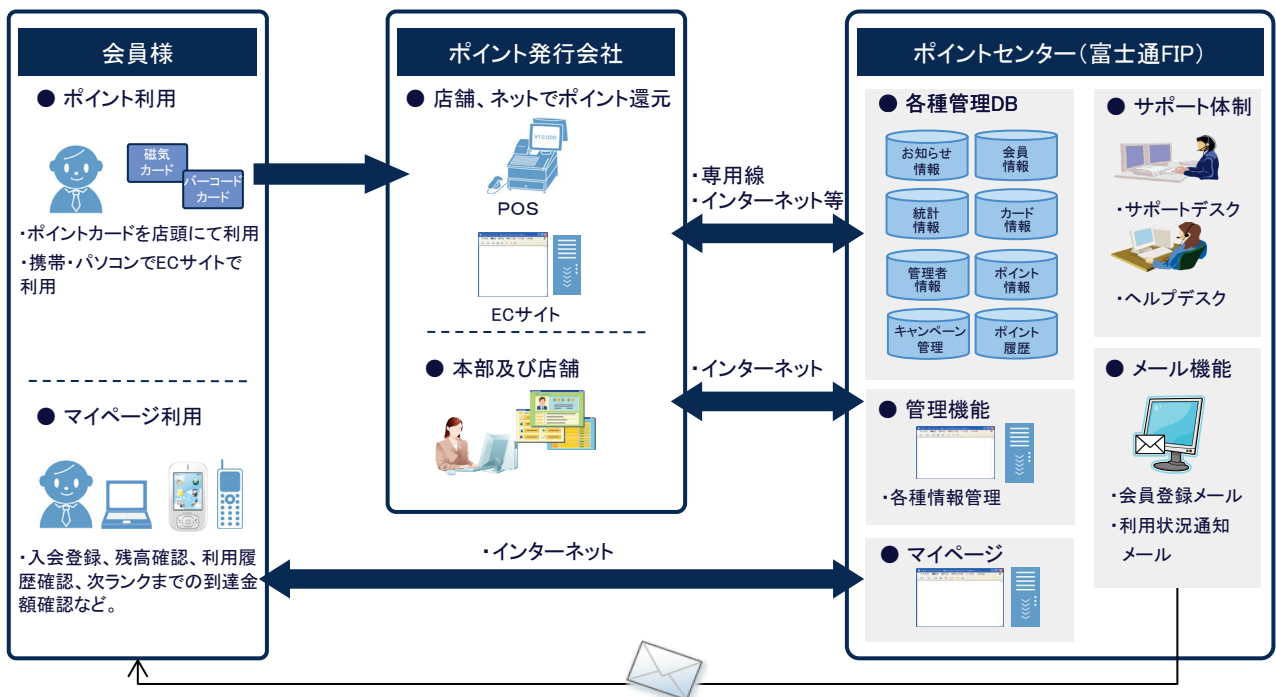 会員様
● ポイント利用
磁気
カード
バーコード
カード
・ポイントカードを店頭にて利用
・携帯・パソコンでECサイトで
利用
● マイページ利用
・入会登録、残高確認、利用履
歴確認、次ランクまでの到達金
額確認など。
ポイント発行会社
● 店舗、ネットでポイント還元
¥10,000
POS
ECサイト
● 本部及び店舗
・専用線
・インターネット等
・インターネット
・インターネット
ポイントセンター(富士通FIP)
● 各種管理DB
お知らせ
情報
会員
情報
統計
情報
カード
情報
管理者
情報
ポイント
情報
キャンペーン
管理
ポイント
履歴
● 管理機能
・各種情報管理
● マイページ
● サポート体制
・サポートデスク
・ヘルプデスク
● メール機能
・会員登録メール
・利用状況通知
メール